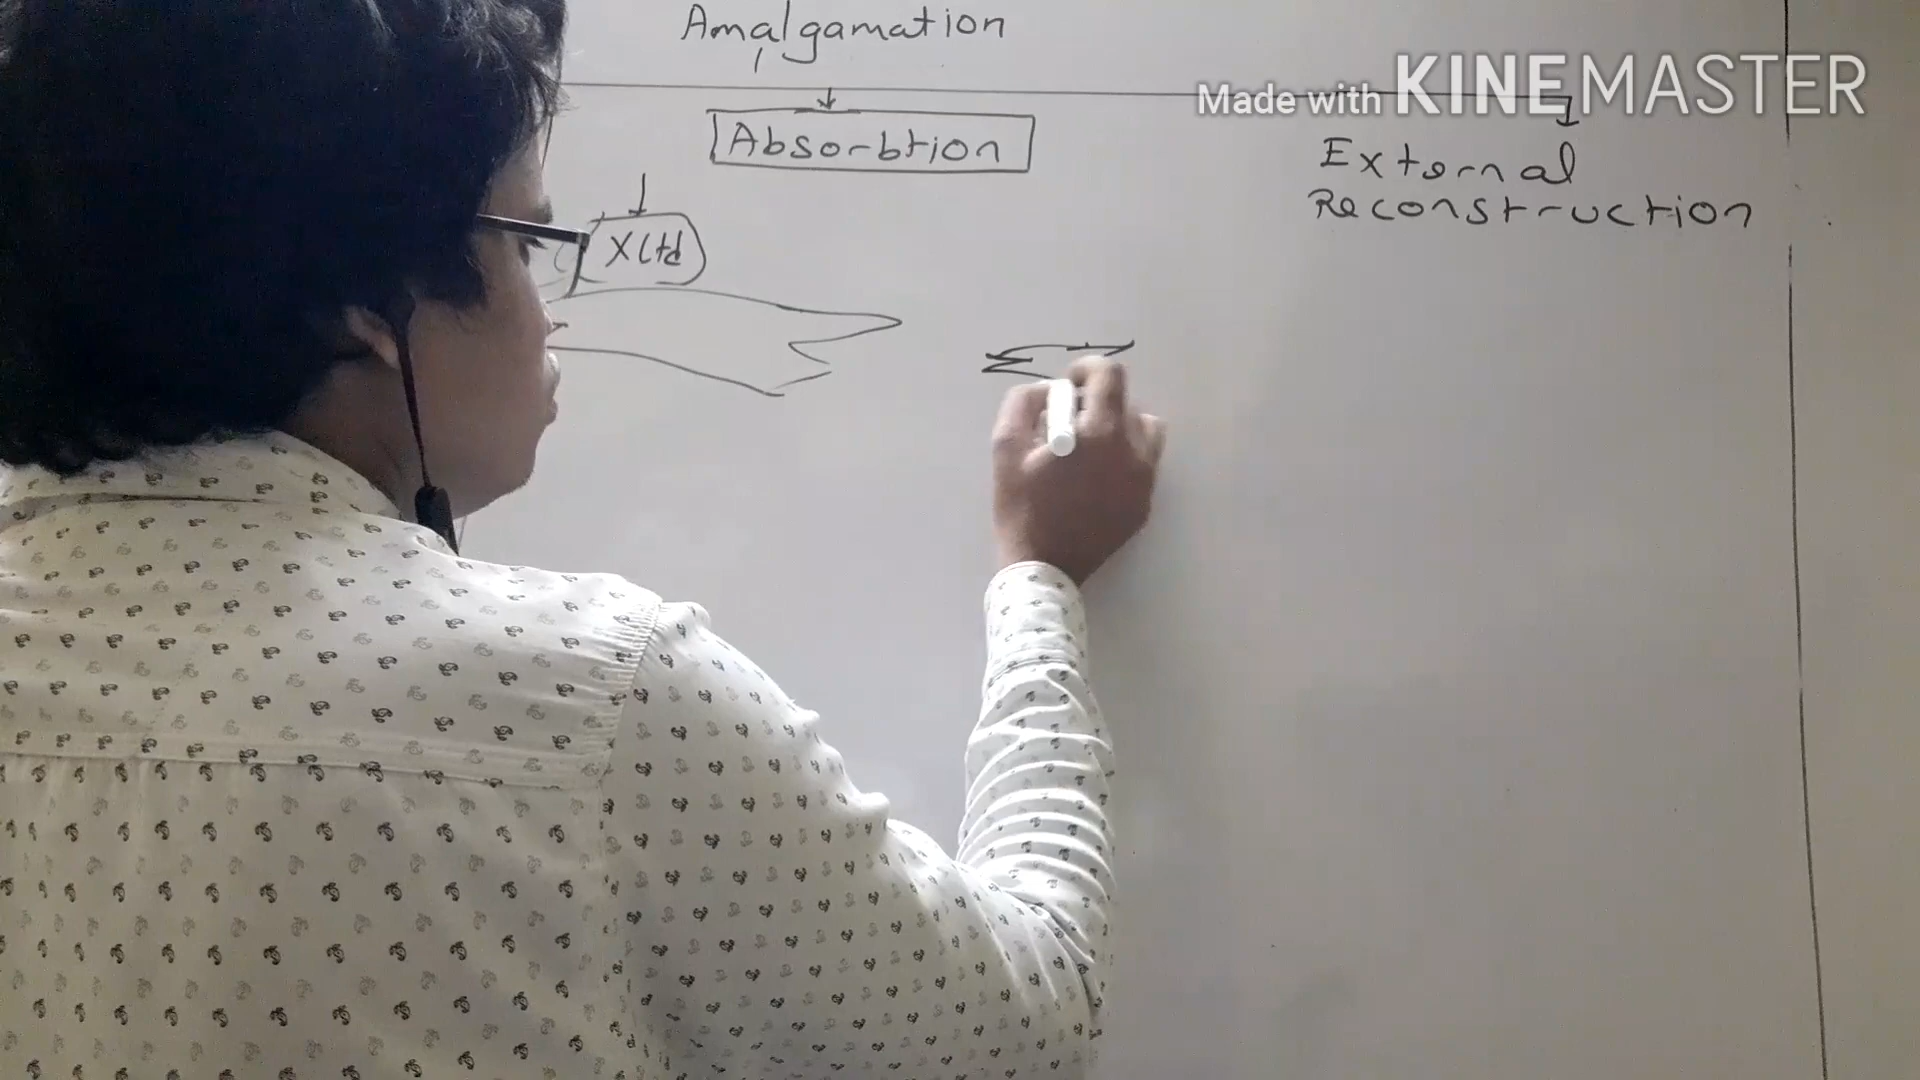 Amalgamation
Made with KINEMASTER
Absorbtion
External
Reconstruction
X Ltd